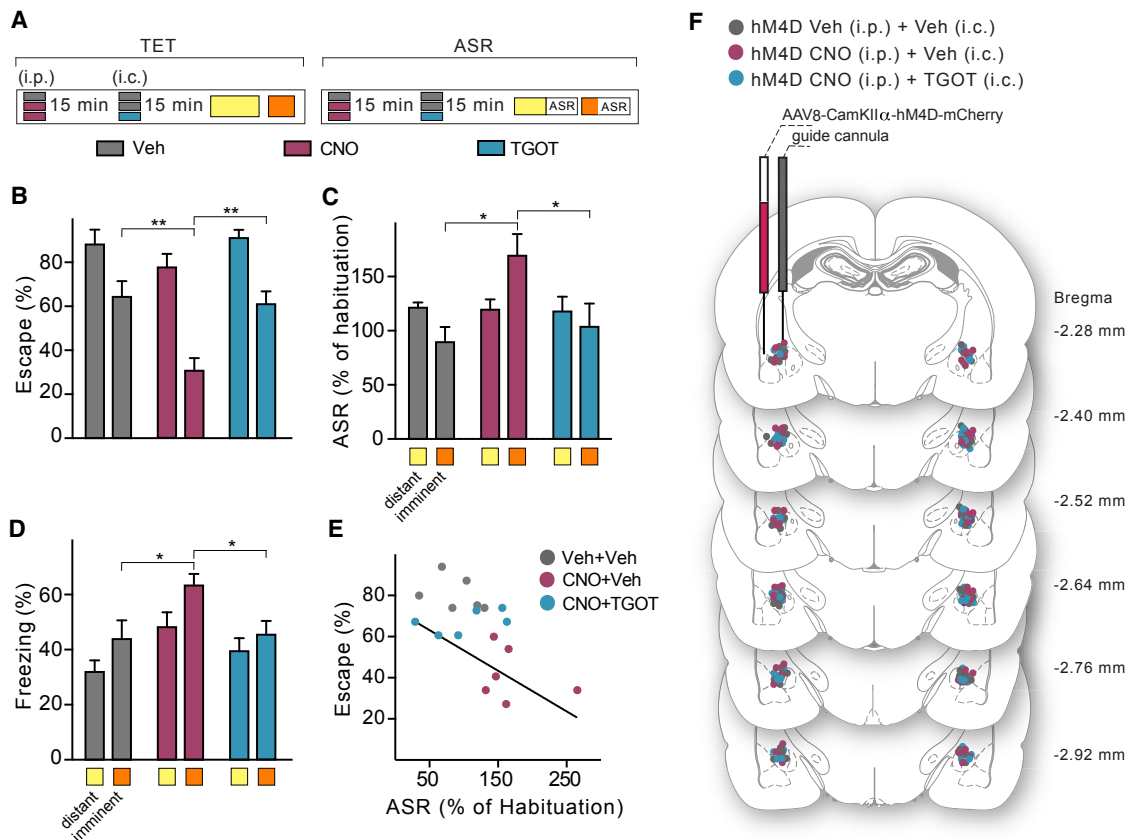 A
TET
ASR
(i.p.)
(i.c.)
15 min
15 min
15 min
15 min
ASR
ASR
Veh
CNO
TGOT
B
Escape (%)
80
60
40
20
0
**
**
C
ASR (% of habituation)
150
100
50
0
*
*
distant
imminent
D
Freezing (%)
60
40
20
0
*
*
distant
imminent
E
Escape (%)
80
60
40
20
Veh+Veh
CNO+Veh
CNO+TGOT
50
150
250
ASR (% of Habituation)
F
hM4D Veh (i.p.) + Veh (i.c.)
hM4D CNO (i.p.) + Veh (i.c.)
hM4D CNO (i.p.) + TGOT (i.c.)
AAV8-CamKIIα-hM4D-mCherry
guide cannula
Bregma
-2.28 mm
-2.40 mm
-2.52 mm
-2.64 mm
-2.76 mm
-2.92 mm